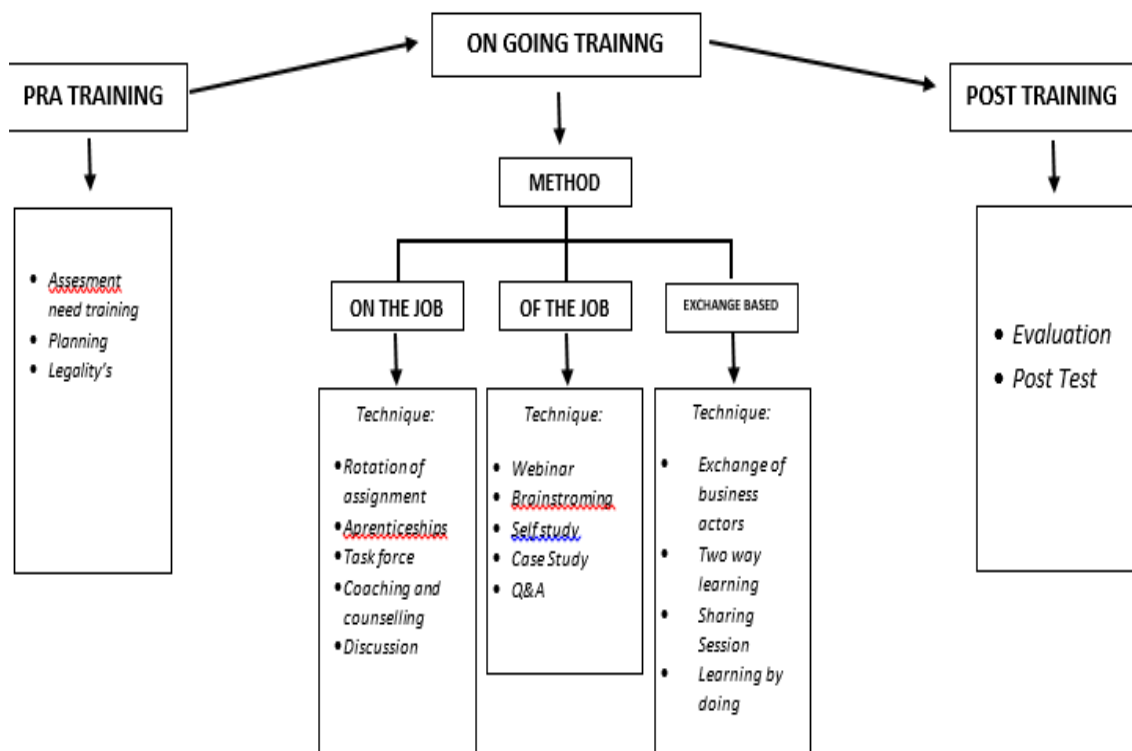 ON GOING TRAINNG
PRA TRAINING
POST TRAINING
METHOD
• Assesment
need training
• Planning
• Legality's
ON THE JOB
OF THE JOB
EXCHANGE BASED
• Evaluation
• Post Test
Technique:
• Rotation of
assignment
• Aprenticeships
• Task force
• Coaching and
counselling
• Discussion
Technique:
• Webinar
• Brainstroming
• Self study
• Case Study
• Q&A
Technique:
• Exchange of
business
actors
• Two way
learning
• Sharing
Session
• Learning by
doing